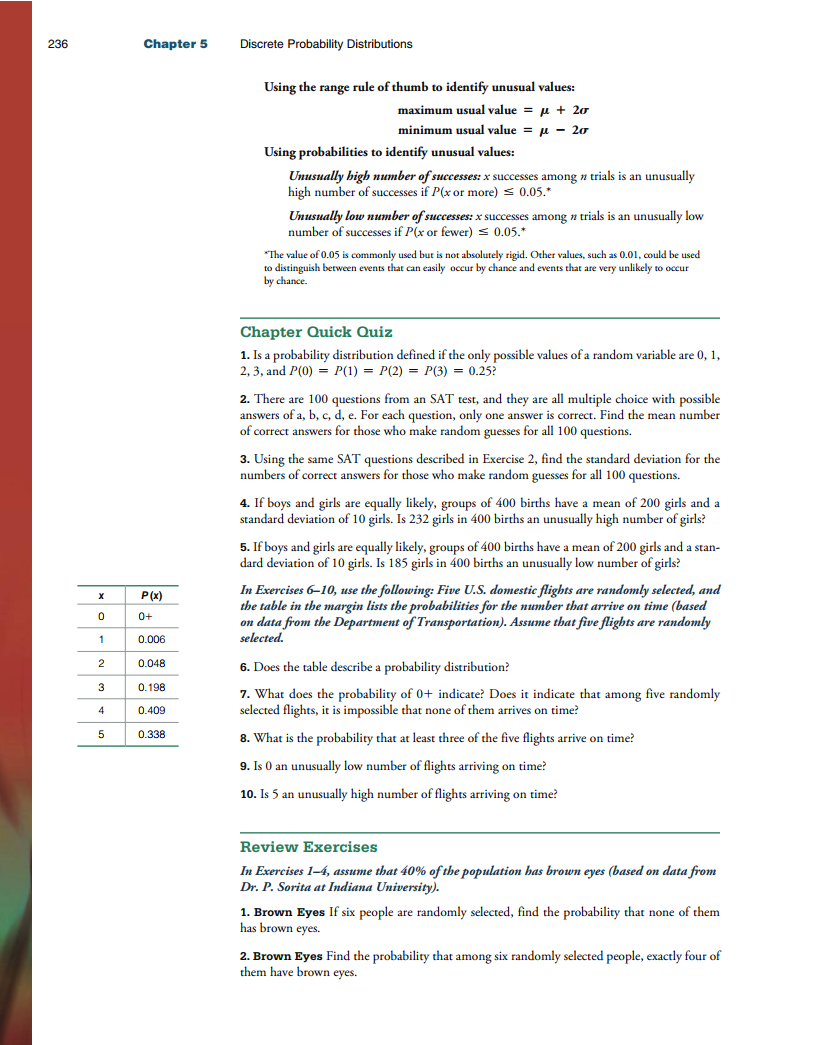 236 Chapter 5 Discrete Probability Distributions
Using the range rule of thumb to identify unusual values:
maximum usual value = μ + 2σ
minimum usual value = μ − 2σ
Using probabilities to identify unusual values:
Unusually high number of successes: x successes among n trials is an unusually
high number of successes if P(x or more) ≤ 0.05.*
Unusually low number of successes: x successes among n trials is an unusually low
number of successes if P(x or fewer) ≤ 0.05.*
*The value of 0.05 is commonly used but is not absolutely rigid. Other values, such as 0.01, could be used
to distinguish between events that can easily occur by chance and events that are very unlikely to occur
by chance.
Chapter Quick Quiz
1. Is a probability distribution defined if the only possible values of a random variable are 0, 1,
2, 3, and P(0) = P(1) = P(2) = P(3) = 0.25?
2. There are 100 questions from an SAT test, and they are all multiple choice with possible
answers of a, b, c, d, e. For each question, only one answer is correct. Find the mean number
of correct answers for those who make random guesses for all 100 questions.
3. Using the same SAT questions described in Exercise 2, find the standard deviation for the
numbers of correct answers for those who make random guesses for all 100 questions.
4. If boys and girls are equally likely, groups of 400 births have a mean of 200 girls and a
standard deviation of 10 girls. Is 232 girls in 400 births an unusually high number of girls?
5. If boys and girls are equally likely, groups of 400 births have a mean of 200 girls and a stan-
dard deviation of 10 girls. Is 185 girls in 400 births an unusually low number of girls?
In Exercises 6–10, use the following: Five U.S. domestic flights are randomly selected, and
the table in the margin lists the probabilities for the number that arrive on time (based
on data from the Department of Transportation). Assume that five flights are randomly
selected.
x P(x)
0 0+
1 0.006
2 0.048
3 0.198
4 0.409
5 0.338
6. Does the table describe a probability distribution?
7. What does the probability of 0+ indicate? Does it indicate that among five randomly
selected flights, it is impossible that none of them arrives on time?
8. What is the probability that at least three of the five flights arrive on time?
9. Is 0 an unusually low number of flights arriving on time?
10. Is 5 an unusually high number of flights arriving on time?
Review Exercises
In Exercises 1–4, assume that 40% of the population has brown eyes (based on data from
Dr. P. Sorita at Indiana University).
1. Brown Eyes If six people are randomly selected, find the probability that none of them
has brown eyes.
2. Brown Eyes Find the probability that among six randomly selected people, exactly four of
them have brown eyes.